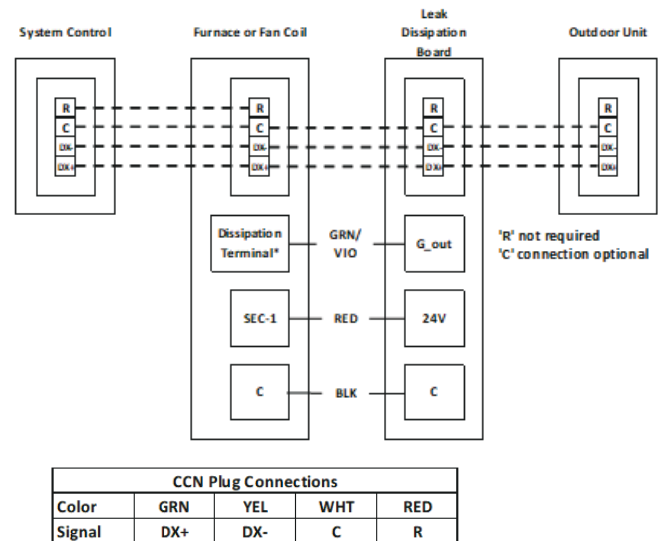 Leak
System Control Furnace or Fan Coil Dissipation Outdoor Unit
Board
R R R R
C C C C
DX- DX- DX- DX-
DX+ DX+ DX+ DX+
Dissipation Terminal* GRN/ VIO G_out
'R' not required
'C' connection optional
SEC-1 RED 24V
C BLK C
CCN Plug Connections
Color GRN YEL WHT RED
Signal DX+ DX- C R